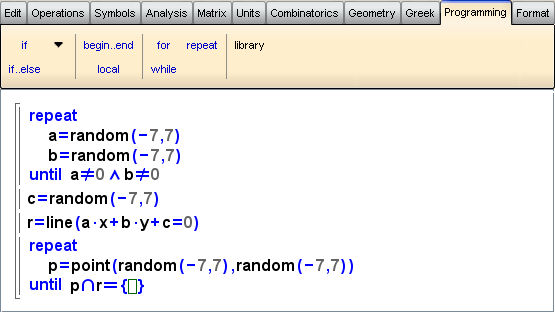 Edit Operations Symbols Analysis Matrix Units Combinatorics Geometry Greek Programming Format
if begin..end for repeat library
if..else local while
repeat
a=random(−7,7)
b=random(−7,7)
until a≠0 ∧ b≠0
c=random(−7,7)
r=line(a·x+b·y+c=0)
repeat
p=point(random(−7,7),random(−7,7))
until p∩r=={▯}